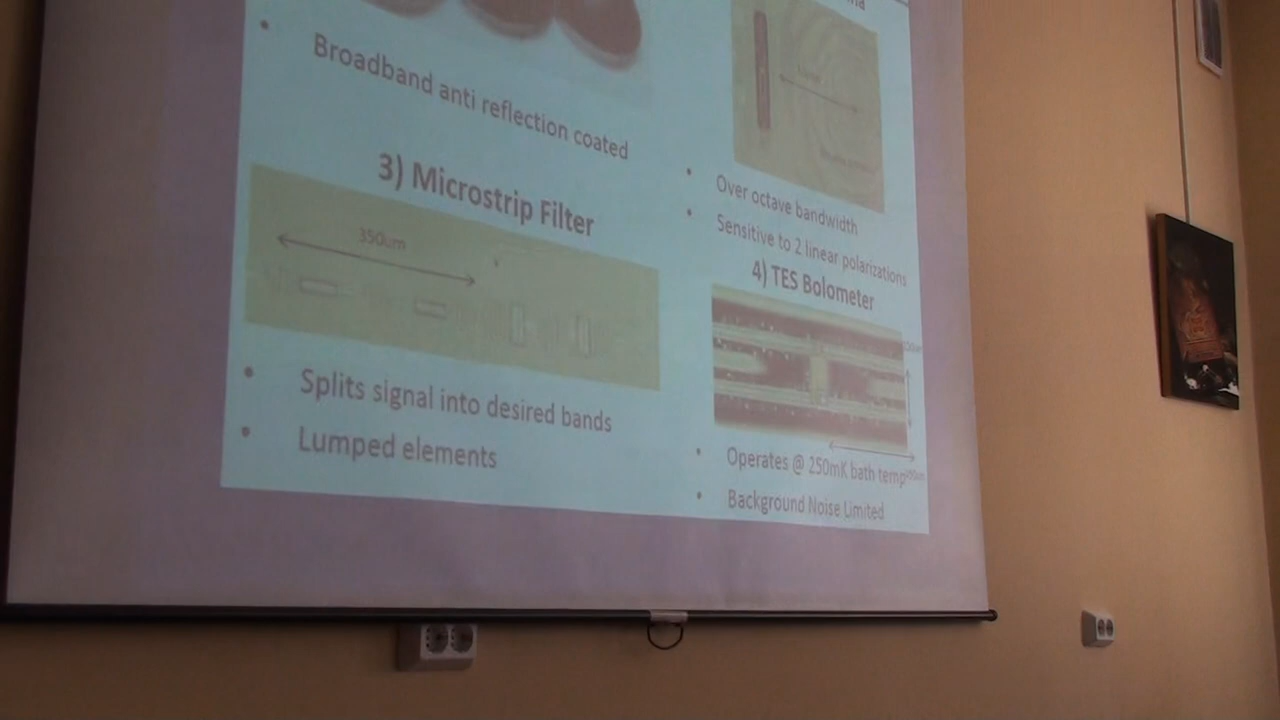 Broadband anti reflection coated
3) Microstrip Filter
350um
Splits signal into desired bands
Lumped elements
Over octave bandwidth
Sensitive to 2 linear polarizations
4) TES Bolometer
Operates @ 250mK bath temp
Background Noise Limited